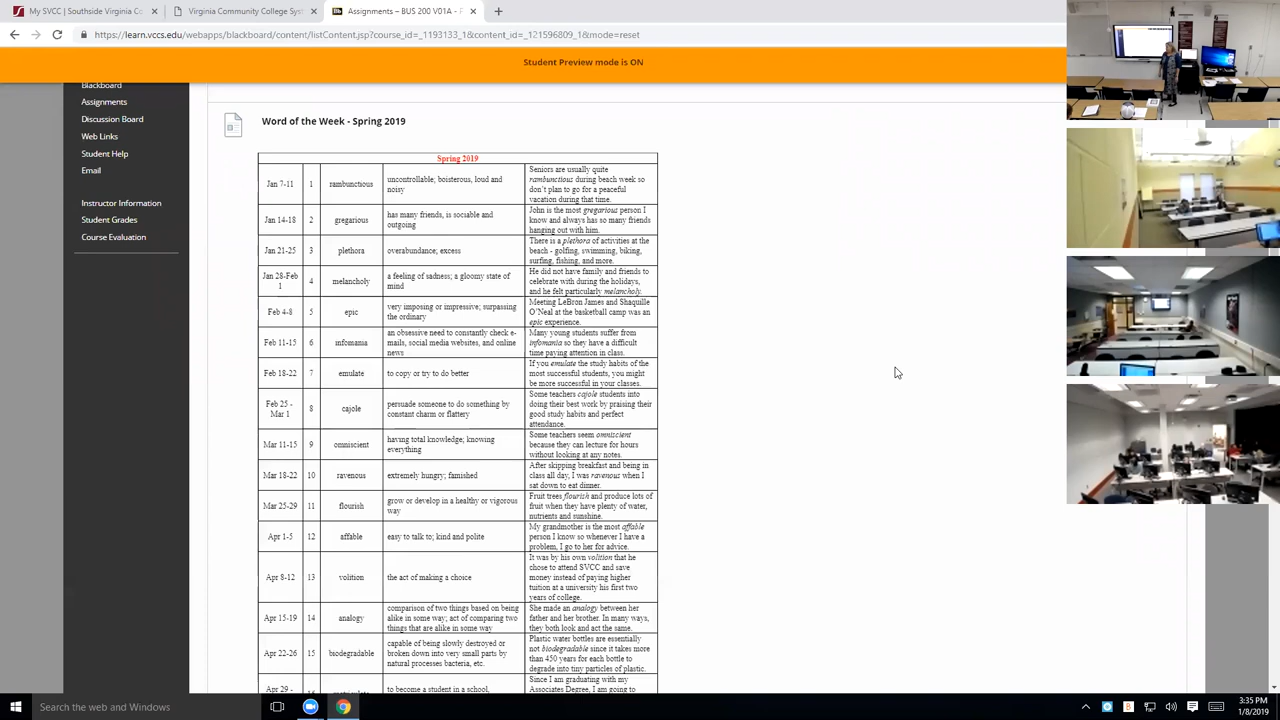 My SVCC | Southside Virginia Co
Virginia Community College Sys
Assignments – BUS 200 V01A - F
https://learn.vccs.edu/webapps/blackboard/content/listContent.jsp?course_id=_1193133_1&content_id=_121596809_1&mode=reset
Student Preview mode is ON
Blackboard
Assignments
Discussion Board
Web Links
Student Help
Email
Instructor Information
Student Grades
Course Evaluation
Word of the Week - Spring 2019
Spring 2019
Jan 7-11 1 rambunctious uncontrollable; boisterous, loud and noisy Seniors are usually quite rambunctious during beach week so don't plan to go for a peaceful vacation during that time.
Jan 14-18 2 gregarious has many friends, is sociable and outgoing John is the most gregarious person I know and always has so many friends hanging out with him.
Jan 21-25 3 plethora overabundance; excess There is a plethora of activities at the beach - golfing, swimming, biking, surfing, fishing, and more.
Jan 28-Feb 4 melancholy a feeling of sadness; a gloomy state of mind He did not have family and friends to celebrate with during the holidays, and he felt particularly melancholy.
Feb 4-8 5 epic very imposing or impressive; surpassing the ordinary Meeting LeBron James and Shaquille O'Neal at the basketball camp was an epic experience.
Feb 11-15 6 infomania an obsessive need to constantly check e-mails, social media websites, and online news Many young students suffer from infomania so they have a difficult time paying attention in class.
Feb 18-22 7 emulate to copy or try to do better If you emulate the study habits of the most successful students, you might be more successful in your classes.
Feb 25 - Mar 1 8 cajole persuade someone to do something by constant charm or flattery Some teachers cajole students into doing their best work by praising their good study habits and perfect attendance.
Mar 11-15 9 omniscient having total knowledge; knowing everything Some teachers seem omniscient because they can lecture for hours without looking at any notes.
Mar 18-22 10 ravenous extremely hungry; famished After skipping breakfast and being in class all day, I was ravenous when I sat down to eat dinner.
Mar 25-29 11 flourish grow or develop in a healthy or vigorous way Fruit trees flourish and produce lots of fruit when they have plenty of water, nutrients and sunshine.
Apr 1-5 12 affable easy to talk to; kind and polite My grandmother is the most affable person I know so whenever I have a problem, I go to her for advice.
Apr 8-12 13 volition the act of making a choice It was by his own volition that he chose to attend SVCC and save money instead of paying higher tuition at a university his first two years of college.
Apr 15-19 14 analogy comparison of two things based on being alike in some way; act of comparing two things that are alike in some way She made an analogy between her father and her brother. In many ways, they both look and act the same.
Apr 22-26 15 biodegradable capable of being slowly destroyed or broken down into very small parts by natural processes bacteria, etc. Plastic water bottles are essentially not biodegradable since it takes more than 450 years for each bottle to degrade into tiny particles of plastic.
Apr 29 - to become a student in a school, Since I am graduating with my Associates Degree, I am going to
Search the web and Windows
3:35 PM
1/8/2019